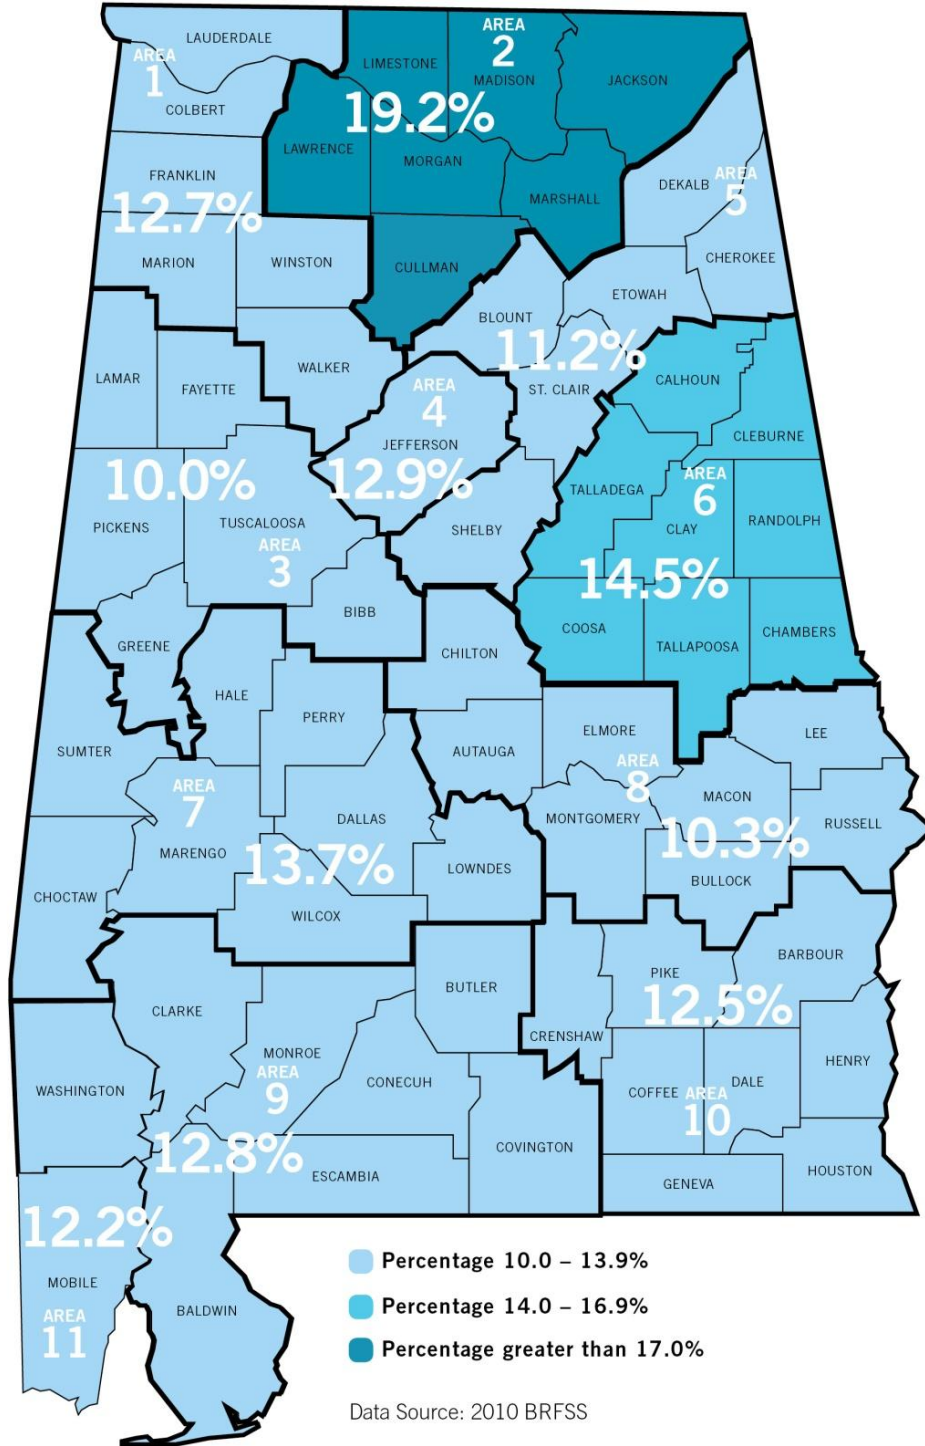 LAUDERDALE
AREA
1
COLBERT
FRANKLIN
12.7%
MARION
WINSTON
WALKER
LIMESTONE
AREA
2
MADISON
JACKSON
19.2%
LAWRENCE
MORGAN
MARSHALL
CULLMAN
DEKALB
AREA
5
CHEROKEE
ETOWAH
BLOUNT
11.2%
ST. CLAIR
SHELBY
LAMAR
FAYETTE
10.0%
PICKENS
TUSCALOOSA
AREA
3
BIBB
GREENE
AREA
4
JEFFERSON
12.9%
CALHOUN
CLEBURNE
TALLADEGA
AREA
6
CLAY
RANDOLPH
14.5%
COOSA
TALLAPOOSA
CHAMBERS
HALE
PERRY
SUMTER
AREA
7
DALLAS
MARENGO
13.7%
LOWNDES
CHOCTAW
WILCOX
CHILTON
AUTAUGA
ELMORE
LEE
AREA
8
MACON
MONTGOMERY
RUSSELL
10.3%
BULLOCK
CLARKE
BUTLER
MONROE
AREA
9
CONECUH
WASHINGTON
12.8%
ESCAMBIA
COVINGTON
BALDWIN
BARBOUR
PIKE
12.5%
CRENSHAW
HENRY
COFFEE
DALE
AREA
10
HOUSTON
GENEVA
12.2%
MOBILE
AREA
11
Percentage 10.0 – 13.9%
Percentage 14.0 – 16.9%
Percentage greater than 17.0%
Data Source: 2010 BRFSS